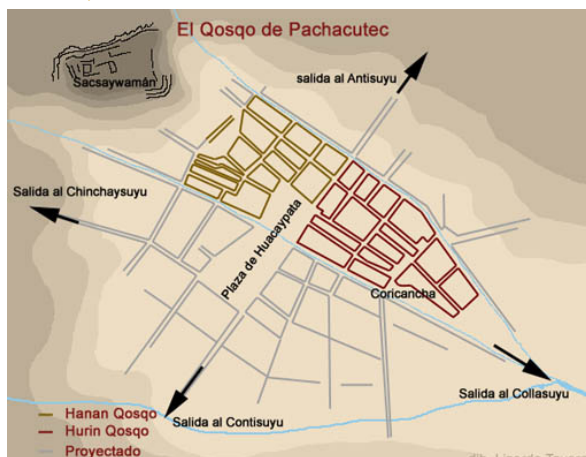 El Qosqo de Pachacutec
Sacsaywamán
salida al Antisuyu
Salida al Chinchaysuyu
Plaza de Huacaypata
Coricancha
Salida al Collasuyu
Salida al Contisuyu
Hanan Qosqo
Hurin Qosqo
Proyectado